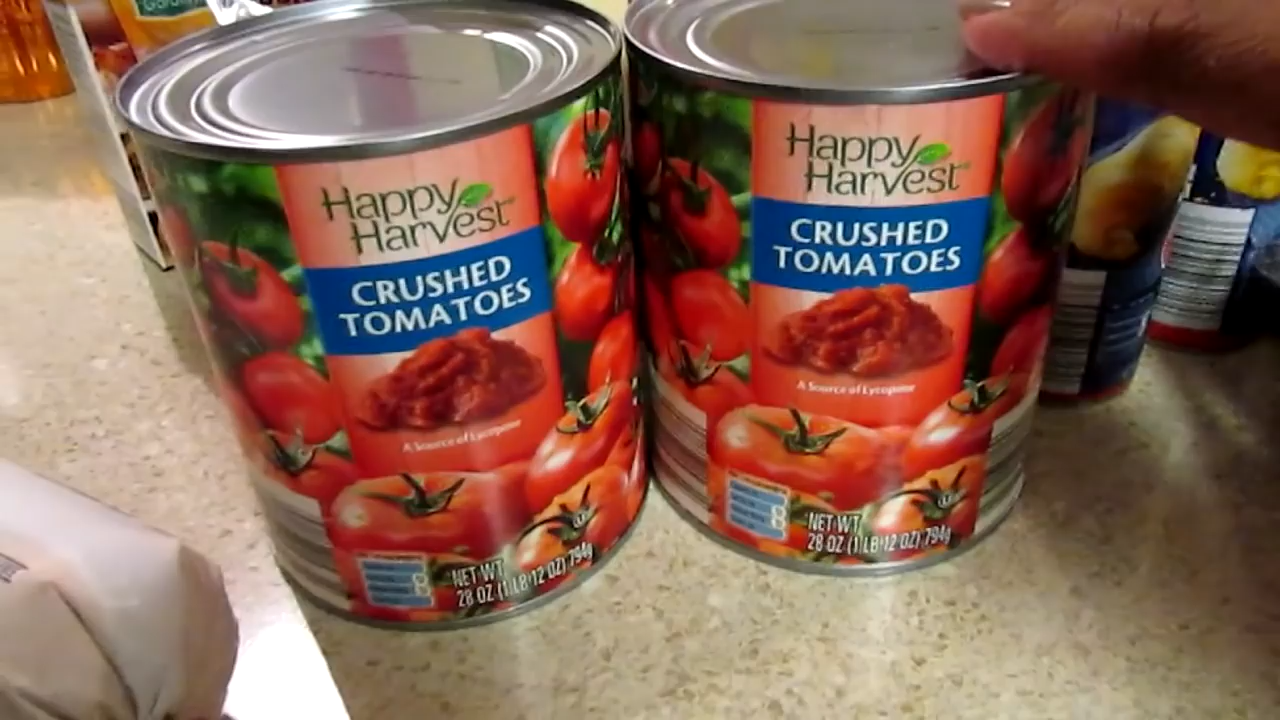 Happy
Harvest
CRUSHED
TOMATOES
A Source of Lycopene
NET WT
28 OZ (1 LB 12 OZ) 794g
Happy
Harvest
CRUSHED
TOMATOES
A Source of Lycopene
NET WT
28 OZ (1 LB 12 OZ) 794g